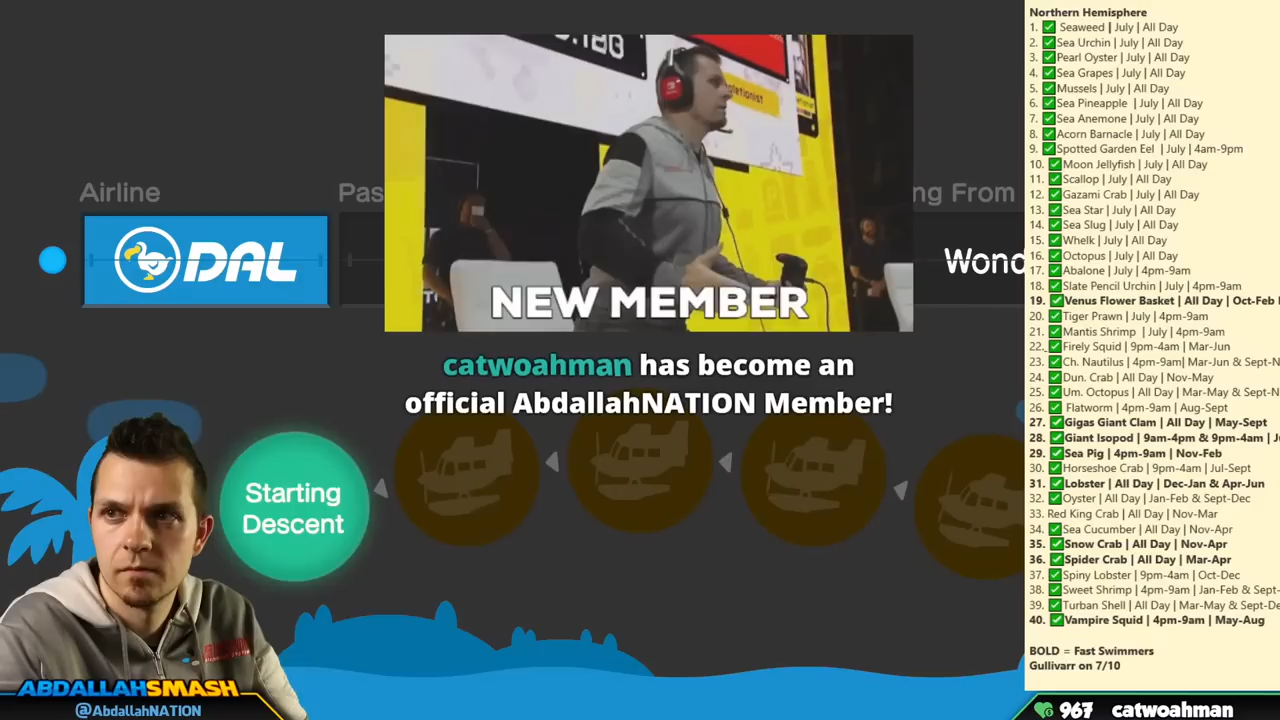 Airline
Pas
ng From
DAL
Wond
NEW MEMBER
catwoahman has become an
official AbdallahNATION Member!
Starting
Descent
ABDALLAHSMASH
@AbdallahNATION
Northern Hemisphere
1. ✅ Seaweed | July | All Day
2. ✅Sea Urchin | July | All Day
3. ✅Pearl Oyster | July | All Day
4. ✅Sea Grapes | July | All Day
5. ✅Mussels | July | All Day
6. ✅Sea Pineapple | July | All Day
7. ✅Sea Anemone | July | All Day
8. ✅Acorn Barnacle | July | All Day
9. ✅Spotted Garden Eel | July | 4am-9pm
10. ✅Moon Jellyfish | July | All Day
11. ✅Scallop | July | All Day
12. ✅Gazami Crab | July | All Day
13. ✅Sea Star | July | All Day
14. ✅Sea Slug | July | All Day
15. ✅Whelk | July | All Day
16. ✅Octopus | July | All Day
17. ✅Abalone | July | 4pm-9am
18. ✅Slate Pencil Urchin | July | 4pm-9am
19. ✅Venus Flower Basket | All Day | Oct-Feb
20. ✅Tiger Prawn | July | 4pm-9am
21. ✅Mantis Shrimp | July | 4pm-9am
22. ✅Firely Squid | 9pm-4am | Mar-Jun
23. ✅Ch. Nautilus | 4pm-9am| Mar-Jun & Sept-N
24. ✅Dun. Crab | All Day | Nov-May
25. ✅Um. Octopus | All Day | Mar-May & Sept-N
26. ✅ Flatworm | 4pm-9am | Aug-Sept
27. ✅Gigas Giant Clam | All Day | May-Sept
28. ✅Giant Isopod | 9am-4pm & 9pm-4am | Ju
29. ✅Sea Pig | 4pm-9am | Nov-Feb
30. ✅Horseshoe Crab | 9pm-4am | Jul-Sept
31. ✅Lobster | All Day | Dec-Jan & Apr-Jun
32. ✅Oyster | All Day | Jan-Feb & Sept-Dec
33. Red King Crab | All Day | Nov-Mar
34. ✅Sea Cucumber | All Day | Nov-Apr
35. ✅Snow Crab | All Day | Nov-Apr
36. ✅Spider Crab | All Day | Mar-Apr
37. ✅Spiny Lobster | 9pm-4am | Oct-Dec
38. ✅Sweet Shrimp | 4pm-9am | Jan-Feb & Sept-
39. ✅Turban Shell | All Day | Mar-May & Sept-De
40. ✅Vampire Squid | 4pm-9am | May-Aug
BOLD = Fast Swimmers
Gullivarr on 7/10
967 catwoahman